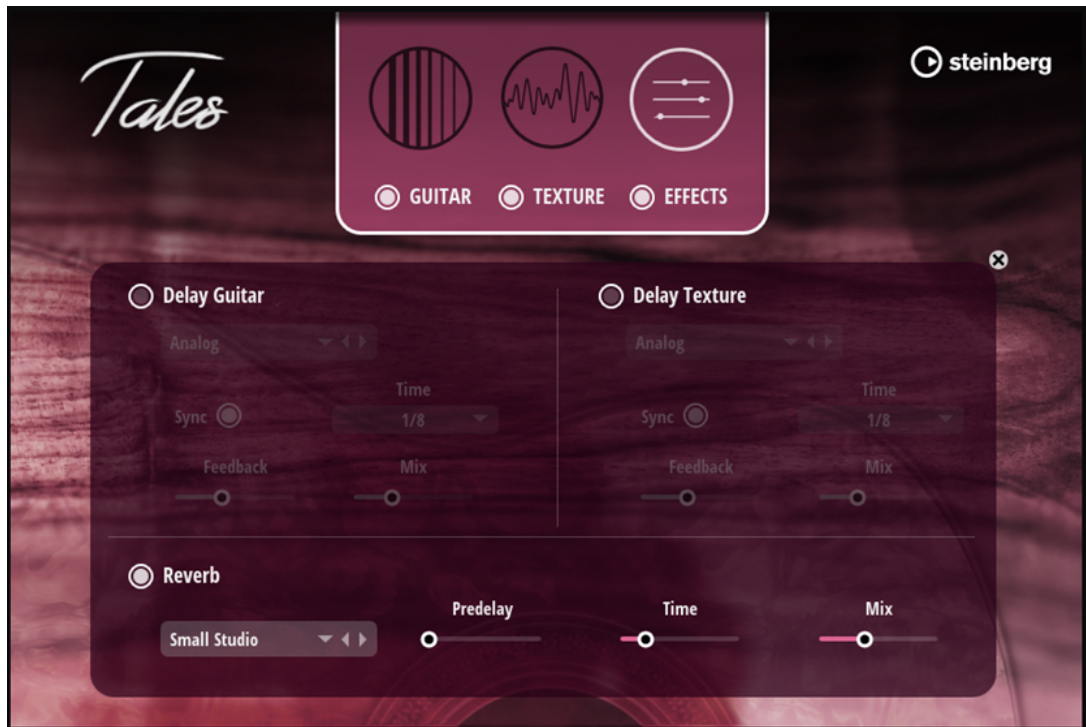 Tales
steinberg
GUITAR TEXTURE EFFECTS
Delay Guitar
Analog
Time
Sync 1/8
Feedback Mix
Delay Texture
Analog
Time
Sync 1/8
Feedback Mix
Reverb
Predelay Time Mix
Small Studio